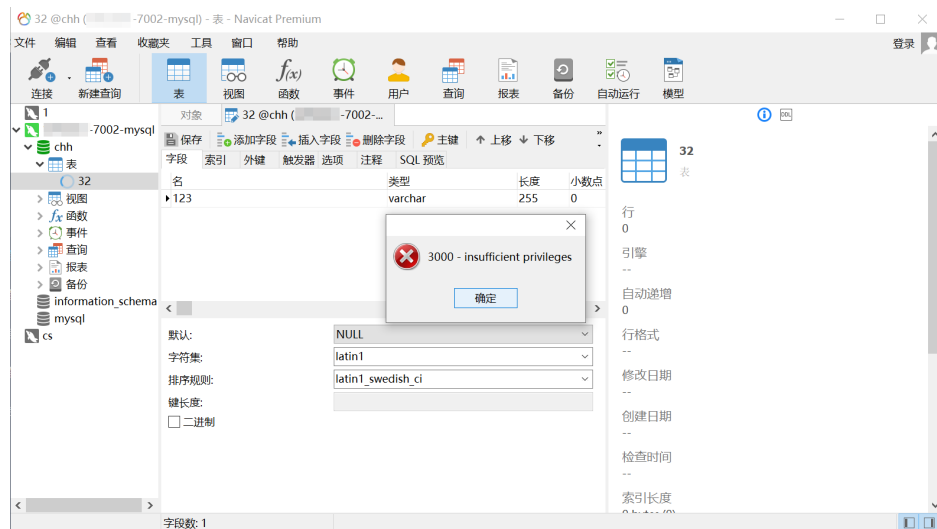 32 @chh ( -7002-mysql) - 表 - Navicat Premium
文件 编辑 查看 收藏夹 工具 窗口 帮助 登录
连接 新建查询 表 视图 函数 事件 用户 查询 报表 备份 自动运行 模型
1
-7002-mysql
chh
表
32
视图
函数
事件
查询
报表
备份
information_schema
mysql
cs
对象 32 @chh ( -7002-...
保存 添加字段 插入字段 删除字段 主键 上移 下移
字段 索引 外键 触发器 选项 注释 SQL 预览
名 类型 长度 小数点
123 varchar 255 0
3000 - insufficient privileges
确定
默认: NULL
字符集: latin1
排序规则: latin1_swedish_ci
键长度:
二进制
字段数: 1
DDL
32
表
行
0
引擎
--
自动递增
0
行格式
--
修改日期
--
创建日期
--
检查时间
--
索引长度